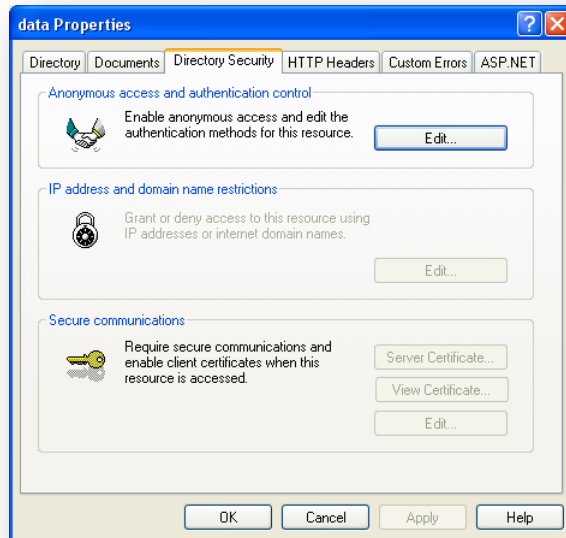 data Properties
Directory Documents Directory Security HTTP Headers Custom Errors ASP.NET
Anonymous access and authentication control
Enable anonymous access and edit the
authentication methods for this resource.
Edit...
IP address and domain name restrictions
Grant or deny access to this resource using
IP addresses or internet domain names.
Edit...
Secure communications
Require secure communications and
enable client certificates when this
resource is accessed.
Server Certificate...
View Certificate...
Edit...
OK Cancel Apply Help